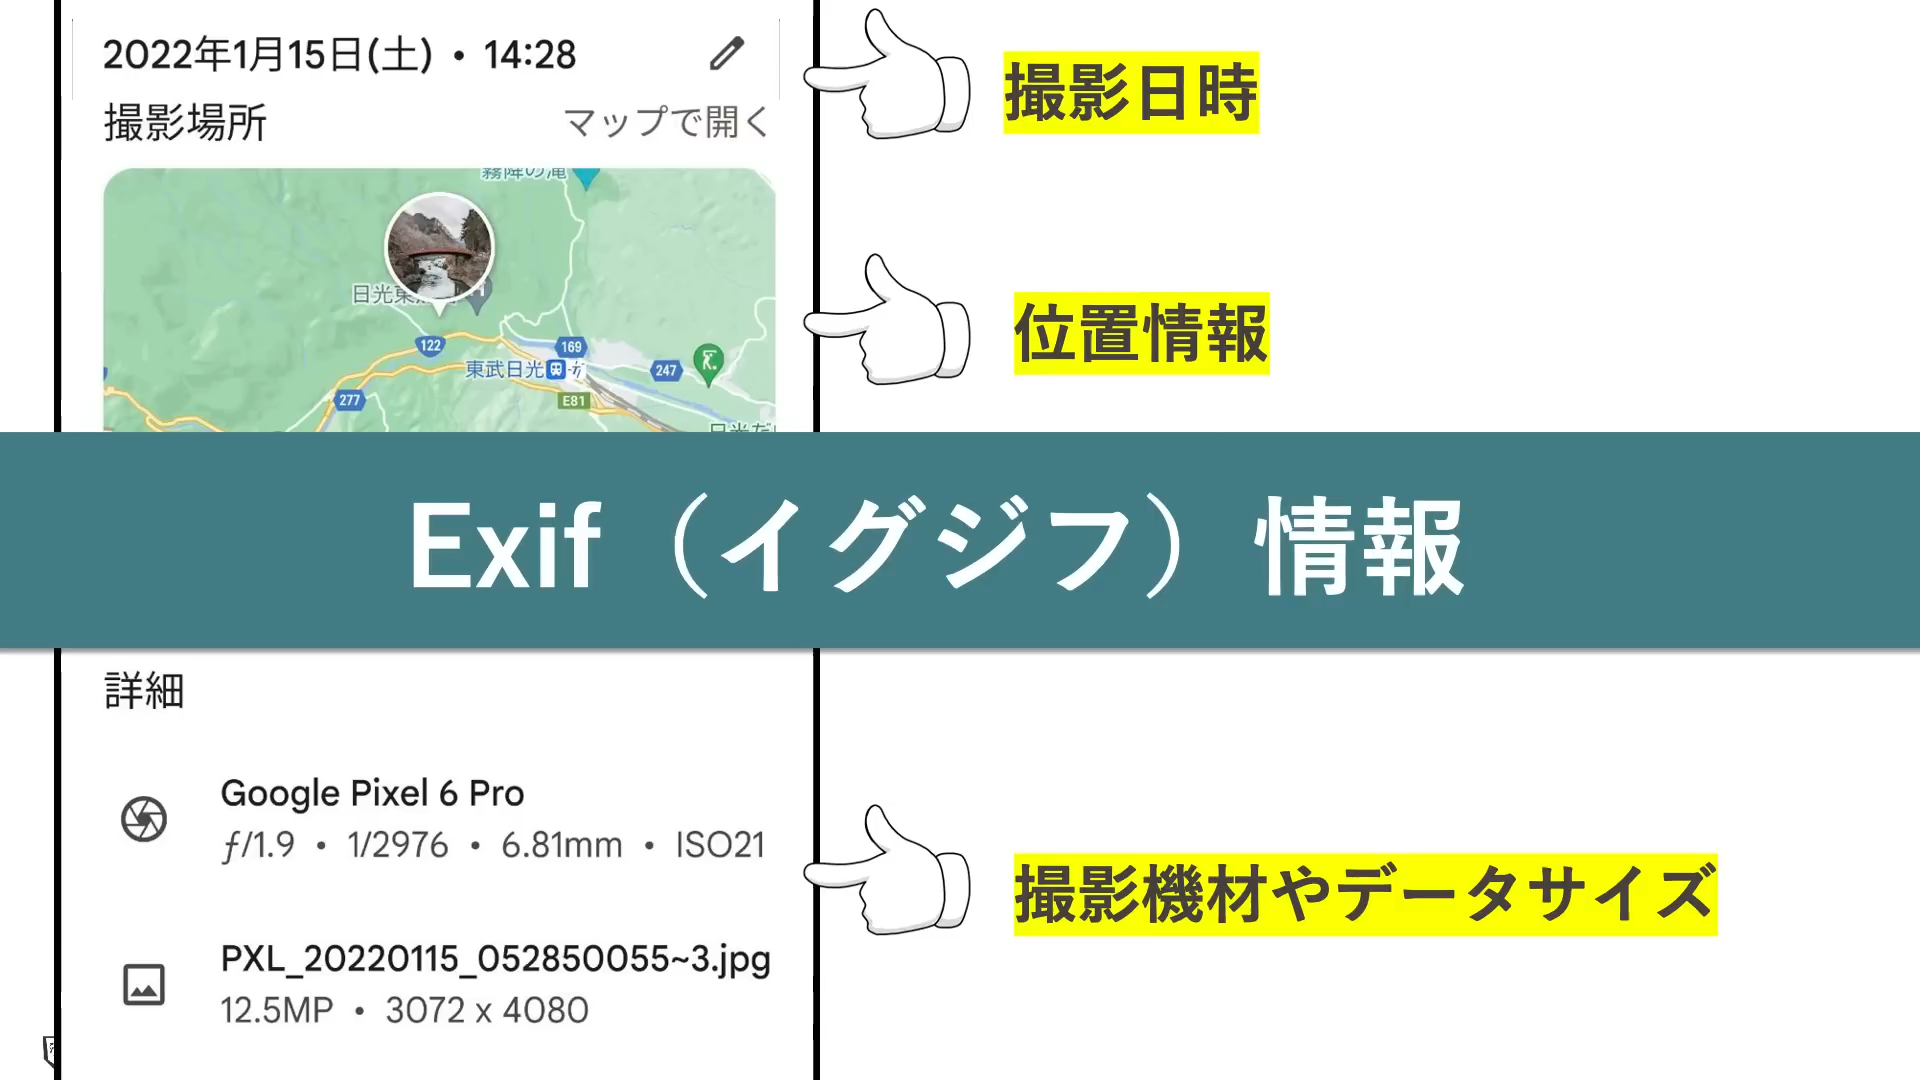 2022年1月15日(土) • 14:28
撮影日時
撮影場所
マップで開く
霧降の滝
位置情報
122
169
東武日光
247
277
E81
Exif（イグジフ）情報
詳細
Google Pixel 6 Pro
ƒ/1.9 • 1/2976 • 6.81mm • ISO21
撮影機材やデータサイズ
PXL_20220115_052850055~3.jpg
12.5MP • 3072 x 4080